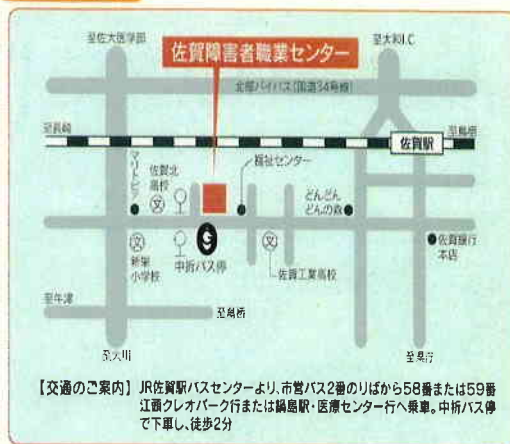 至佐大医学部
佐賀障害者職業センター
至大和I.C
北部バイパス(国道34号線)
至長崎
佐賀駅
至鳥栖
マリトピア
佐賀北
高校
福祉センター
どんどん
どんの森
新栄
小学校
中折バス停
佐賀工業高校
佐賀銀行
本店
至牛津
至大川
【交通のご案内】 JR佐賀駅バスセンターより、市営バス2番のりばから58番または59番
江頭クレオパーク行または鍋島駅・医療センター行へ乗車。中折バス停
で下車し、徒歩2分